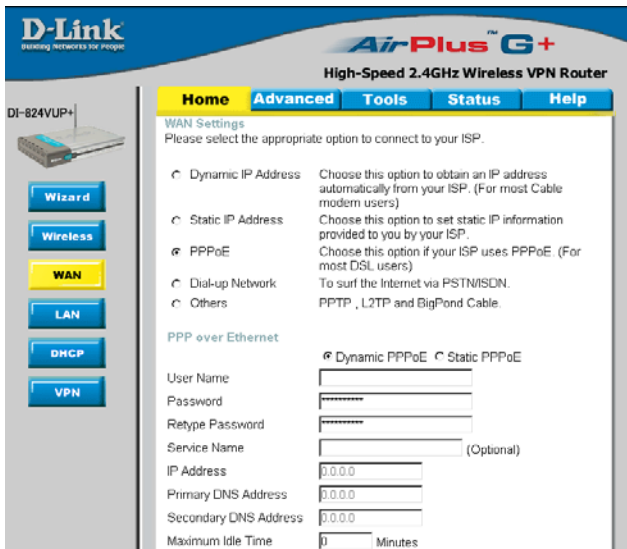 D-Link
Building Networks for People
AirPlus G+
™
High-Speed 2.4GHz Wireless VPN Router
DI-824VUP+
Home Advanced Tools Status Help
Wizard
Wireless
WAN
LAN
DHCP
VPN
WAN Settings
Please select the appropriate option to connect to your ISP.
Dynamic IP Address Choose this option to obtain an IP address
automatically from your ISP. (For most Cable
modem users)
Static IP Address Choose this option to set static IP information
provided to you by your ISP.
PPPoE Choose this option if your ISP uses PPPoE. (For
most DSL users)
Dial-up Network To surf the Internet via PSTN/ISDN.
Others PPTP , L2TP and BigPond Cable.
PPP over Ethernet
Dynamic PPPoE Static PPPoE
User Name
Password **********
Retype Password **********
Service Name (Optional)
IP Address 0.0.0.0
Primary DNS Address 0.0.0.0
Secondary DNS Address 0.0.0.0
Maximum Idle Time 0 Minutes